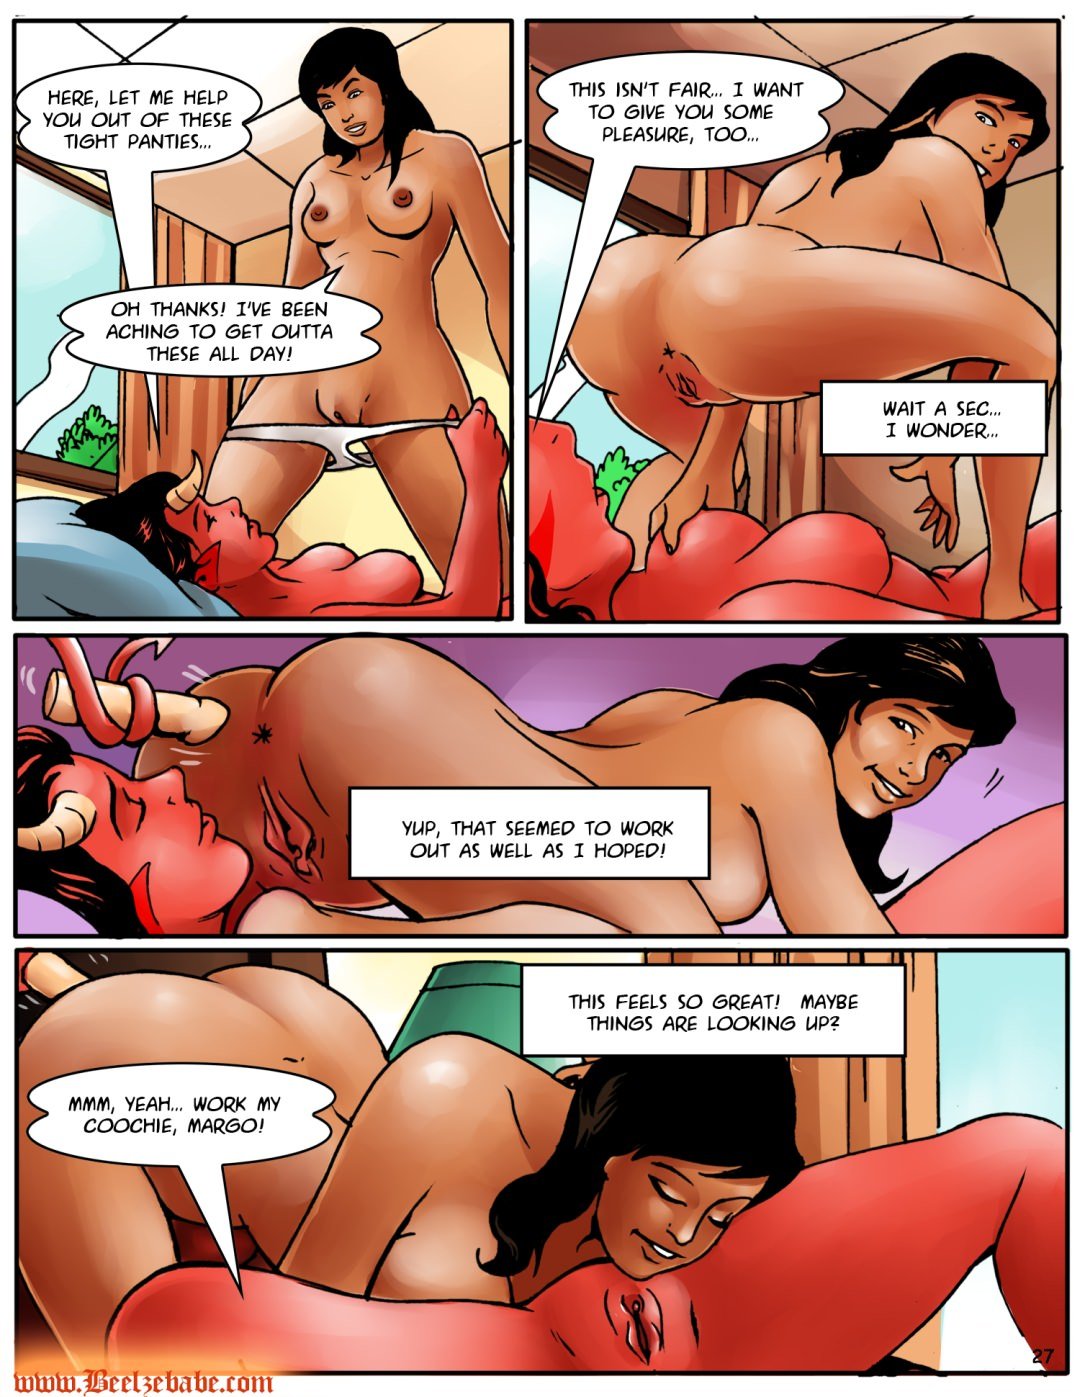 HERE, LET ME HELP
YOU OUT OF THESE
TIGHT PANTIES...
OH THANKS! I'VE BEEN
ACHING TO GET OUTTA
THESE ALL DAY!
THIS ISN'T FAIR... I WANT
TO GIVE YOU SOME
PLEASURE, TOO...
WAIT A SEC...
I WONDER...
YUP, THAT SEEMED TO WORK
OUT AS WELL AS I HOPED!
THIS FEELS SO GREAT! MAYBE
THINGS ARE LOOKING UP?
MMM, YEAH... WORK MY
COOCHIE, MARGO!
27
www.Beelzebabe.com